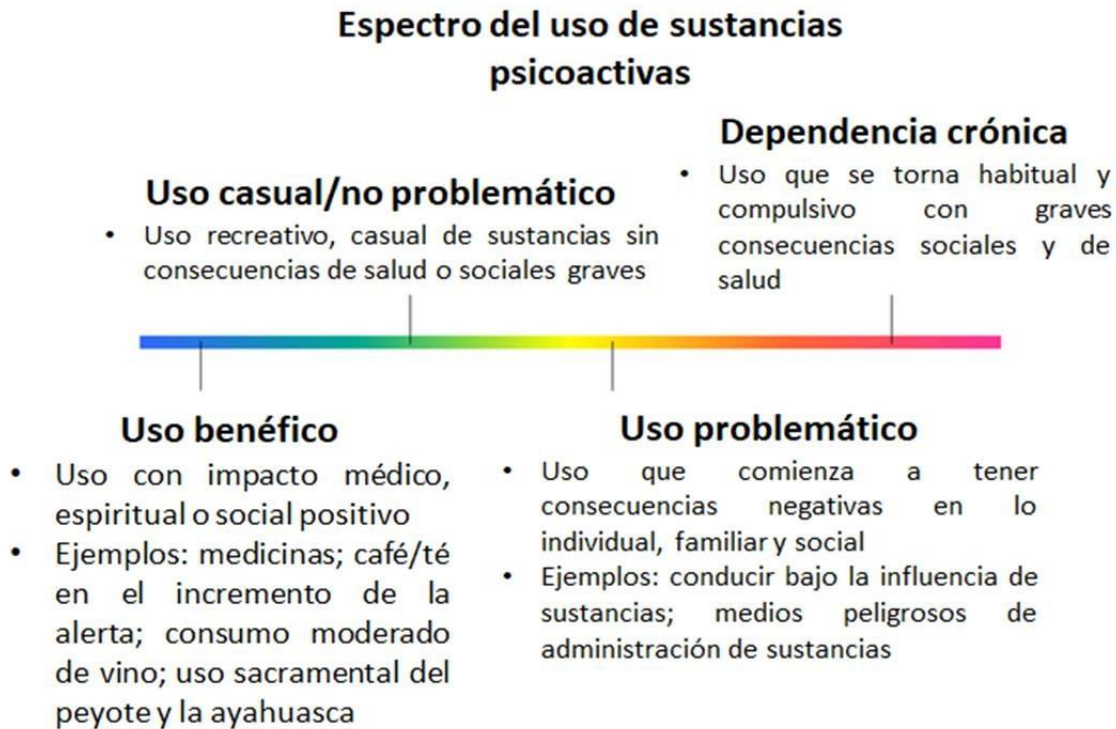 Espectro del uso de sustancias
psicoactivas
Dependencia crónica
• Uso que se torna habitual y
compulsivo con graves
consecuencias sociales y de
salud
Uso casual/no problemático
• Uso recreativo, casual de sustancias sin
consecuencias de salud o sociales graves
Uso benéfico
• Uso con impacto médico,
espiritual o social positivo
• Ejemplos: medicinas; café/té
en el incremento de la
alerta; consumo moderado
de vino; uso sacramental del
peyote y la ayahuasca
Uso problemático
• Uso que comienza a tener
consecuencias negativas en lo
individual, familiar y social
• Ejemplos: conducir bajo la influencia de
sustancias; medios peligrosos de
administración de sustancias